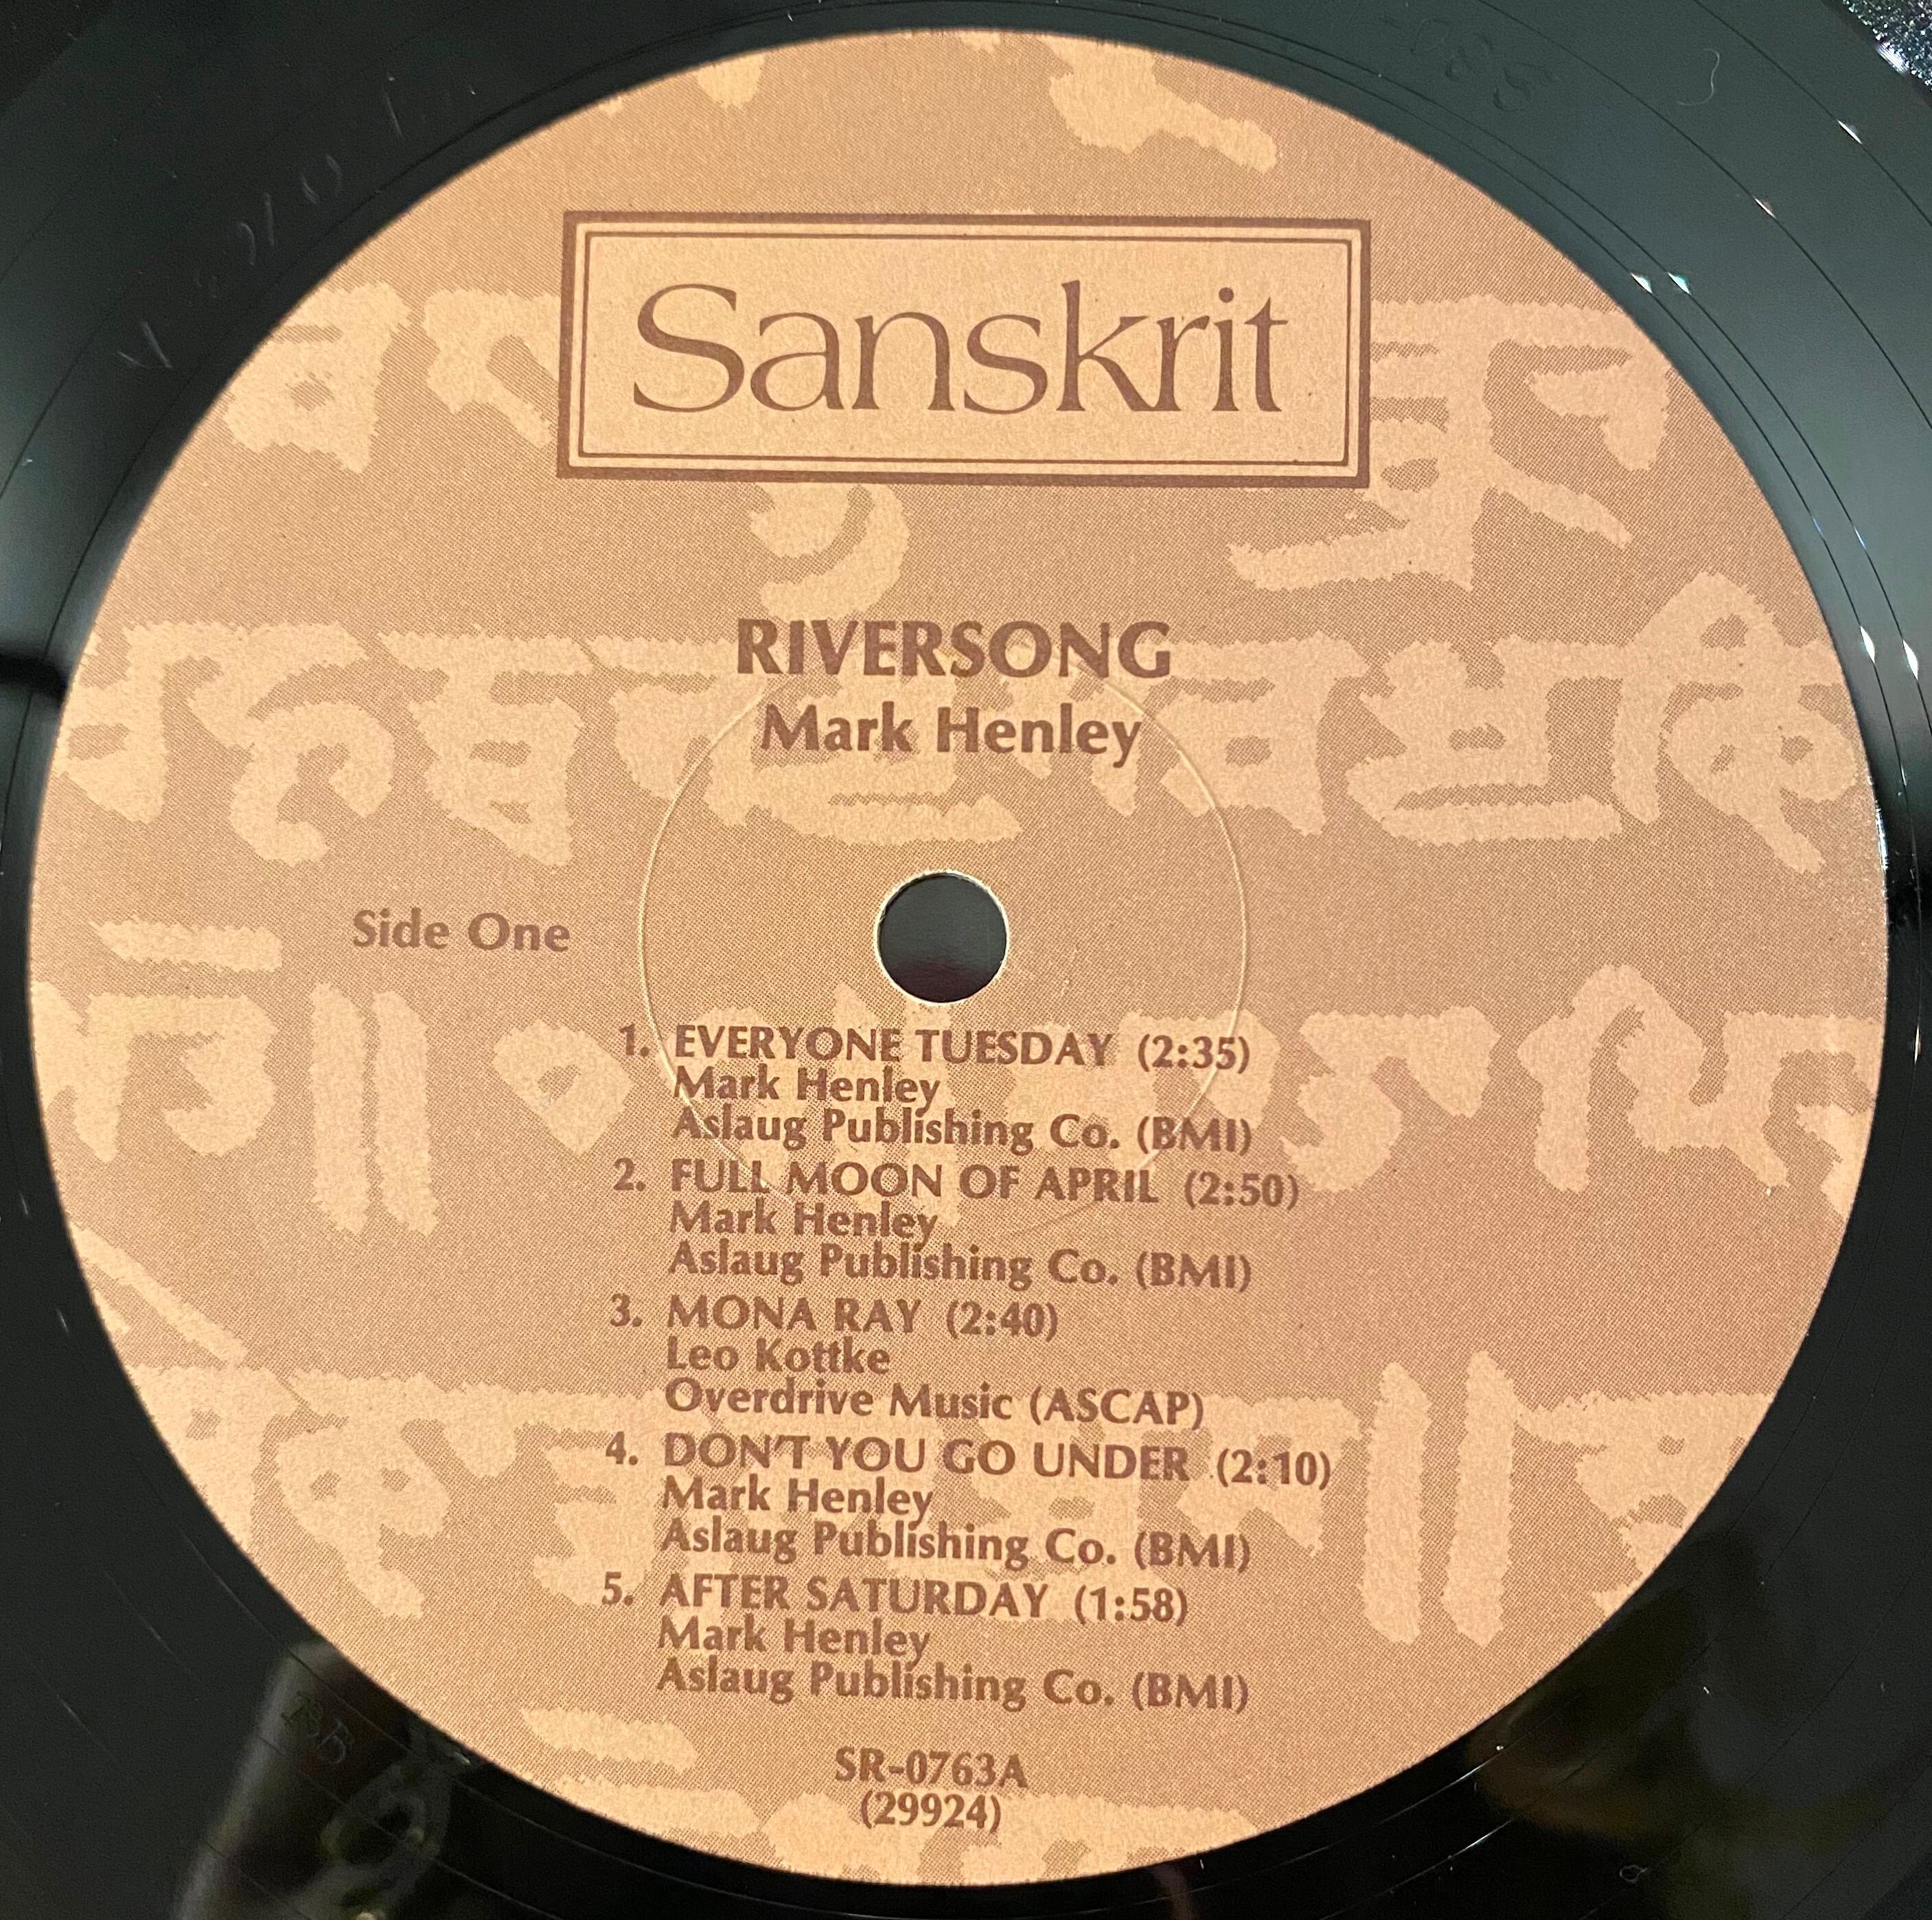 Sanskrit
RIVERSONG
Mark Henley
Side One
1. EVERYONE TUESDAY (2:35)
Mark Henley
Aslaug Publishing Co. (BMI)
2. FULL MOON OF APRIL (2:50)
Mark Henley
Aslaug Publishing Co. (BMI)
3. MONA RAY (2:40)
Leo Kottke
Overdrive Music (ASCAP)
4. DON'T YOU GO UNDER (2:10)
Mark Henley
Aslaug Publishing Co. (BMI)
5. AFTER SATURDAY (1:58)
Mark Henley
Aslaug Publishing Co. (BMI)
SR-0763A
(29924)